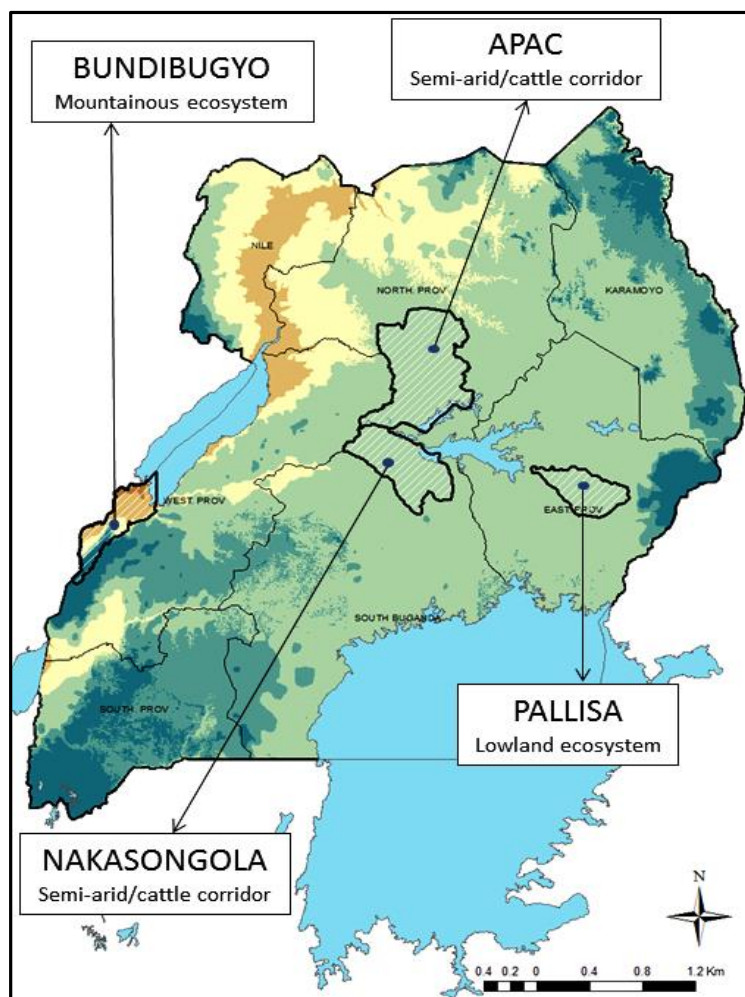 APAC
Semi-arid/cattle corridor
BUNDIBUGYO
Mountainous ecosystem
NILE
NORTH. PROV
KARAMOYO
WEST PROV
EAST PROV
SOUTH BUGANDA
SOUTH. PROV
PALLISA
Lowland ecosystem
NAKASONGOLA
Semi-arid/cattle corridor
N
0.4 0.2 0 0.4 0.8 1.2 Km